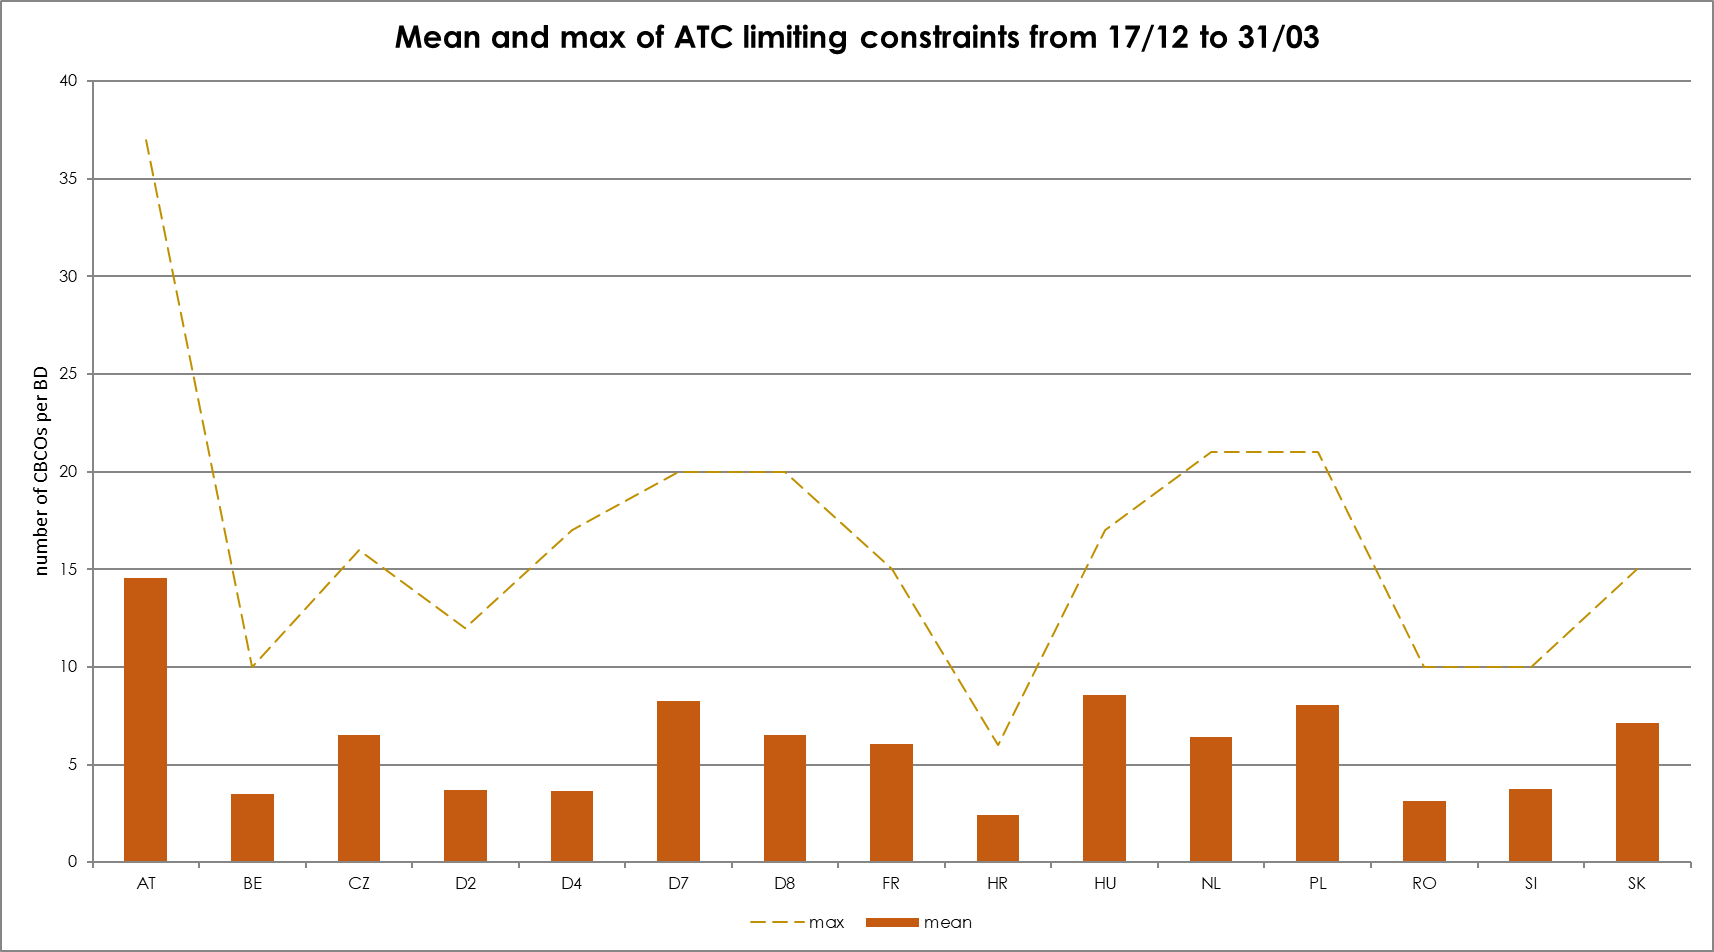 Mean and max of ATC limiting constraints from 17/12 to 31/03
number of CBCOs per BD
40
35
30
25
20
15
10
5
0
AT BE CZ D2 D4 D7 D8 FR HR HU NL PL RO SI SK
max mean